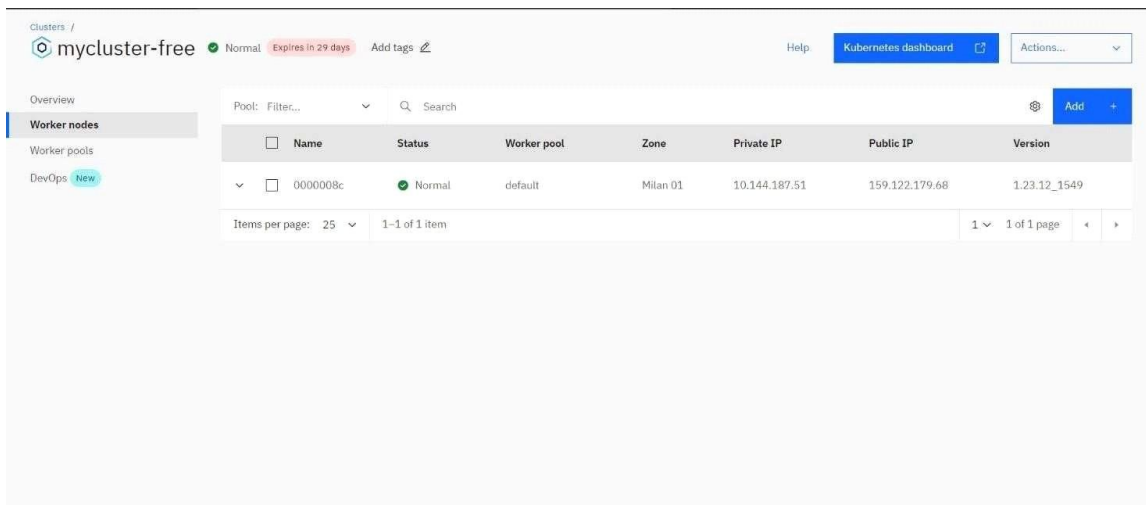 Clusters /
mycluster-free Normal Expires in 29 days Add tags Help Kubernetes dashboard Actions...
Overview
Worker nodes
Worker pools
DevOps New
Pool: Filter... Search Add +
Name Status Worker pool Zone Private IP Public IP Version
0000008c Normal default Milan 01 10.144.187.51 159.122.179.68 1.23.12_1549
Items per page: 25 1–1 of 1 item 1 1 of 1 page